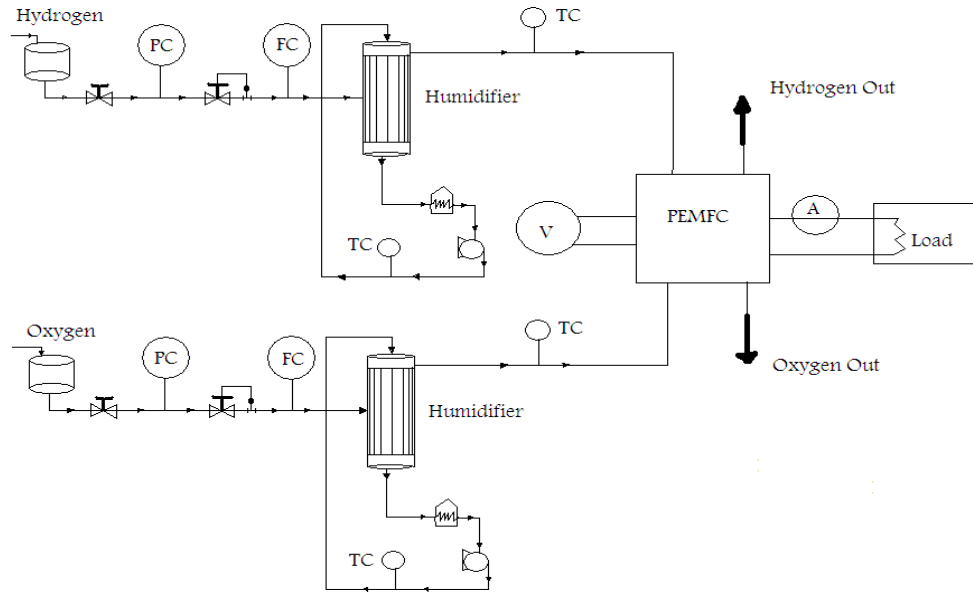 Hydrogen
PC
FC
TC
Humidifier
Hydrogen Out
PEMFC
V
A
Load
TC
Oxygen
PC
FC
TC
Humidifier
Oxygen Out
TC